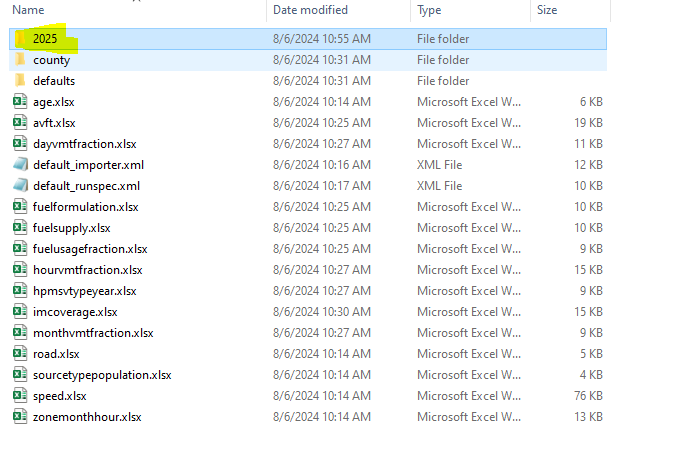 Name Date modified Type Size
2025 8/6/2024 10:55 AM File folder
county 8/6/2024 10:31 AM File folder
defaults 8/6/2024 10:31 AM File folder
age.xlsx 8/6/2024 10:14 AM Microsoft Excel W... 6 KB
avft.xlsx 8/6/2024 10:25 AM Microsoft Excel W... 19 KB
dayvmtfraction.xlsx 8/6/2024 10:27 AM Microsoft Excel W... 11 KB
default_importer.xml 8/6/2024 10:16 AM XML File 12 KB
default_runspec.xml 8/6/2024 10:17 AM XML File 10 KB
fuelformulation.xlsx 8/6/2024 10:25 AM Microsoft Excel W... 10 KB
fuelsupply.xlsx 8/6/2024 10:25 AM Microsoft Excel W... 10 KB
fuelusagefraction.xlsx 8/6/2024 10:25 AM Microsoft Excel W... 9 KB
hourvmtfraction.xlsx 8/6/2024 10:27 AM Microsoft Excel W... 15 KB
hpmsvtypeyear.xlsx 8/6/2024 10:27 AM Microsoft Excel W... 9 KB
imcoverage.xlsx 8/6/2024 10:30 AM Microsoft Excel W... 15 KB
monthvmtfraction.xlsx 8/6/2024 10:27 AM Microsoft Excel W... 9 KB
road.xlsx 8/6/2024 10:14 AM Microsoft Excel W... 5 KB
sourcetypepopulation.xlsx 8/6/2024 10:14 AM Microsoft Excel W... 4 KB
speed.xlsx 8/6/2024 10:14 AM Microsoft Excel W... 76 KB
zonemonthhour.xlsx 8/6/2024 10:14 AM Microsoft Excel W... 13 KB